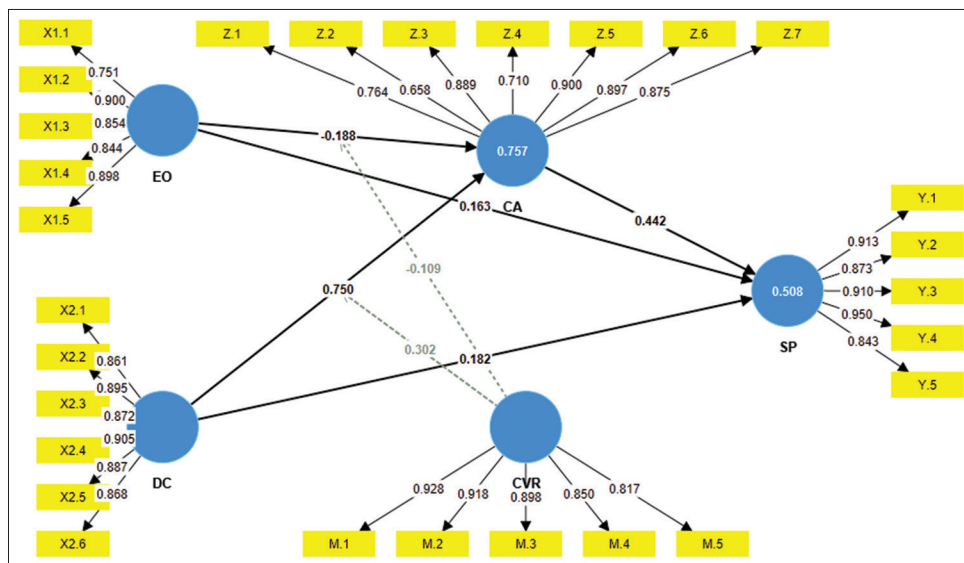 X1.1
X1.2
X1.3
X1.4
X1.5
0.751
0.900
0.854
0.844
0.898
EO
Z.1
Z.2
Z.3
Z.4
Z.5
Z.6
Z.7
0.764
0.658
0.889
0.710
0.900
0.897
0.875
-0.188
0.757
CA
0.163
0.442
0.750
-0.109
0.302
0.182
0.508
SP
Y.1
Y.2
Y.3
Y.4
Y.5
0.913
0.873
0.910
0.950
0.843
X2.1
X2.2
X2.3
X2.4
X2.5
X2.6
0.861
0.895
0.872
0.905
0.887
0.868
DC
CVR
0.928
0.918
0.898
0.850
0.817
M.1
M.2
M.3
M.4
M.5